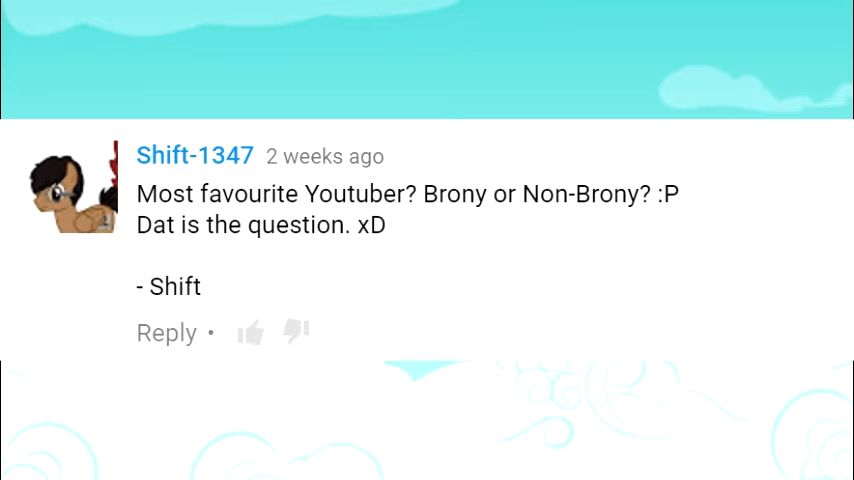 Shift-1347 2 weeks ago
Most favourite Youtuber? Brony or Non-Brony? :P
Dat is the question. xD
- Shift
Reply •